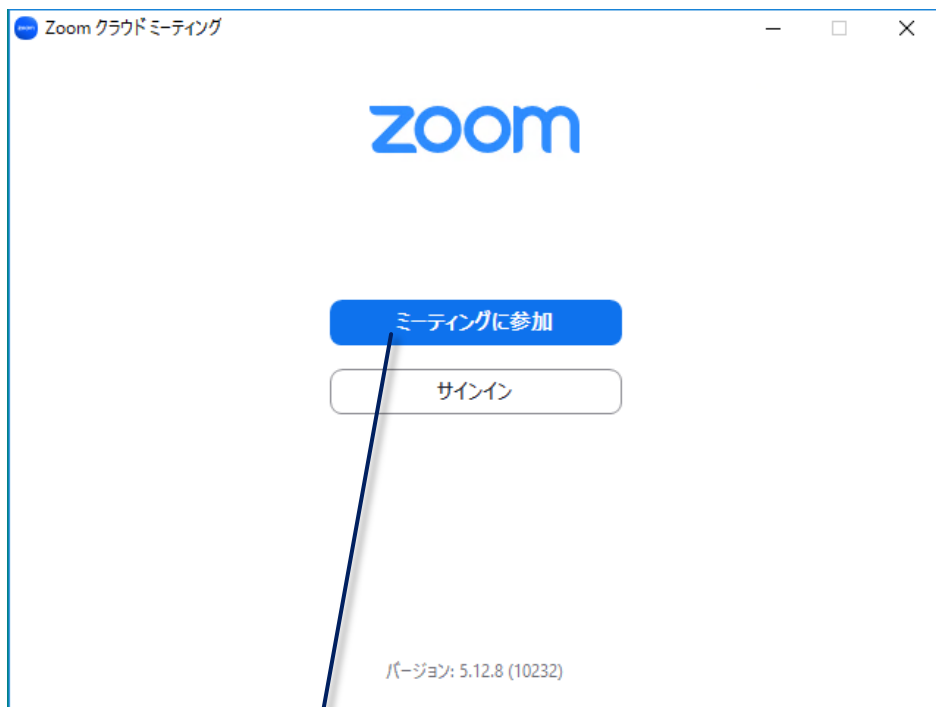 Zoom クラウド ミーティング
zoom
ミーティングに参加
サインイン
バージョン: 5.12.8 (10232)